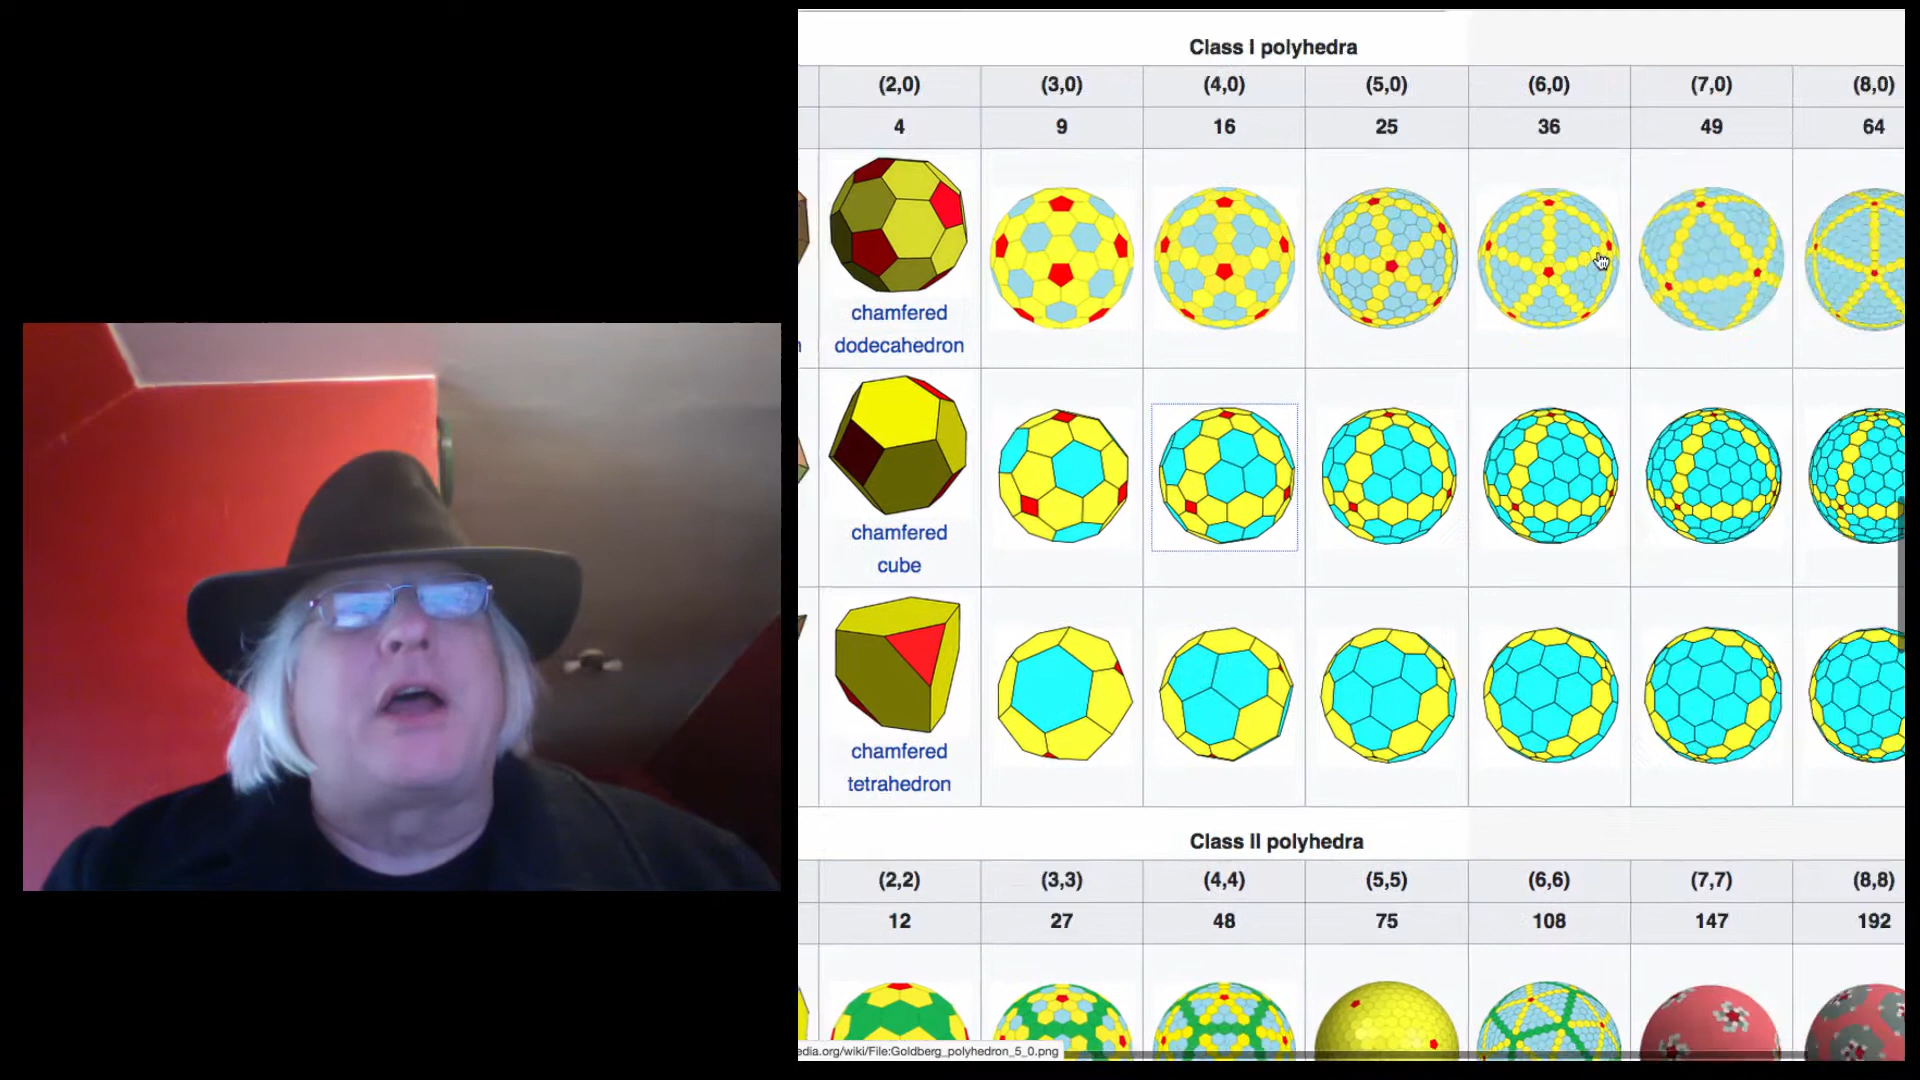 Class I polyhedra
(2,0) (3,0) (4,0) (5,0) (6,0) (7,0) (8,0)
4 9 16 25 36 49 64
chamfered
dodecahedron
chamfered
cube
chamfered
tetrahedron
Class II polyhedra
(2,2) (3,3) (4,4) (5,5) (6,6) (7,7) (8,8)
12 27 48 75 108 147 192
edia.org/wiki/File:Goldberg_polyhedron_5_0.png